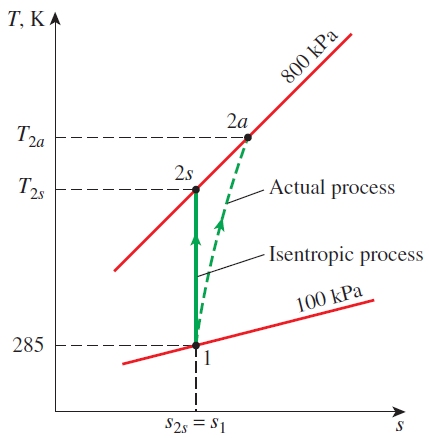 T, K
800 kPa
2a
T2a
2s
T2s
Actual process
Isentropic process
100 kPa
285
1
s2s = s1
s